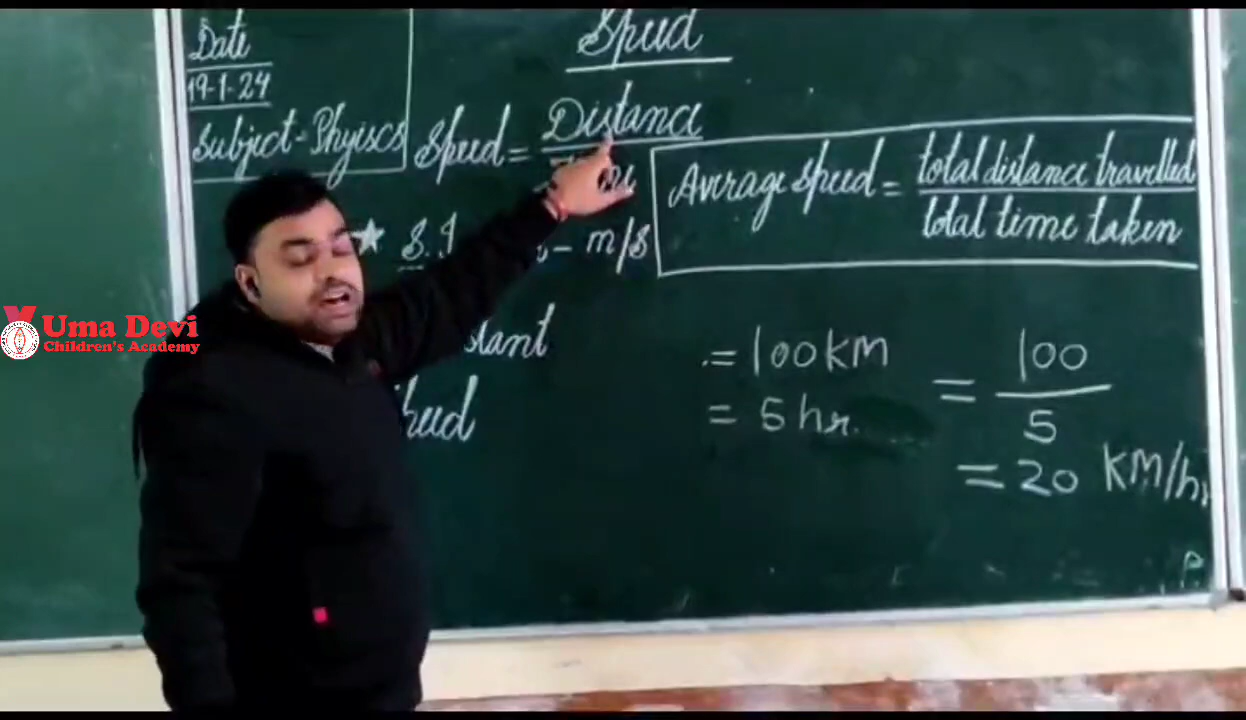 Date
19-1-24
Subject - Phyiscs
Speed
Speed = Distance
Average speed = total distance travelled
total time taken
★ S.I
- m/s
= 100 KM
= 5 hr.
= 100
5
= 20 KM/hr
Uma Devi
Children's Academy